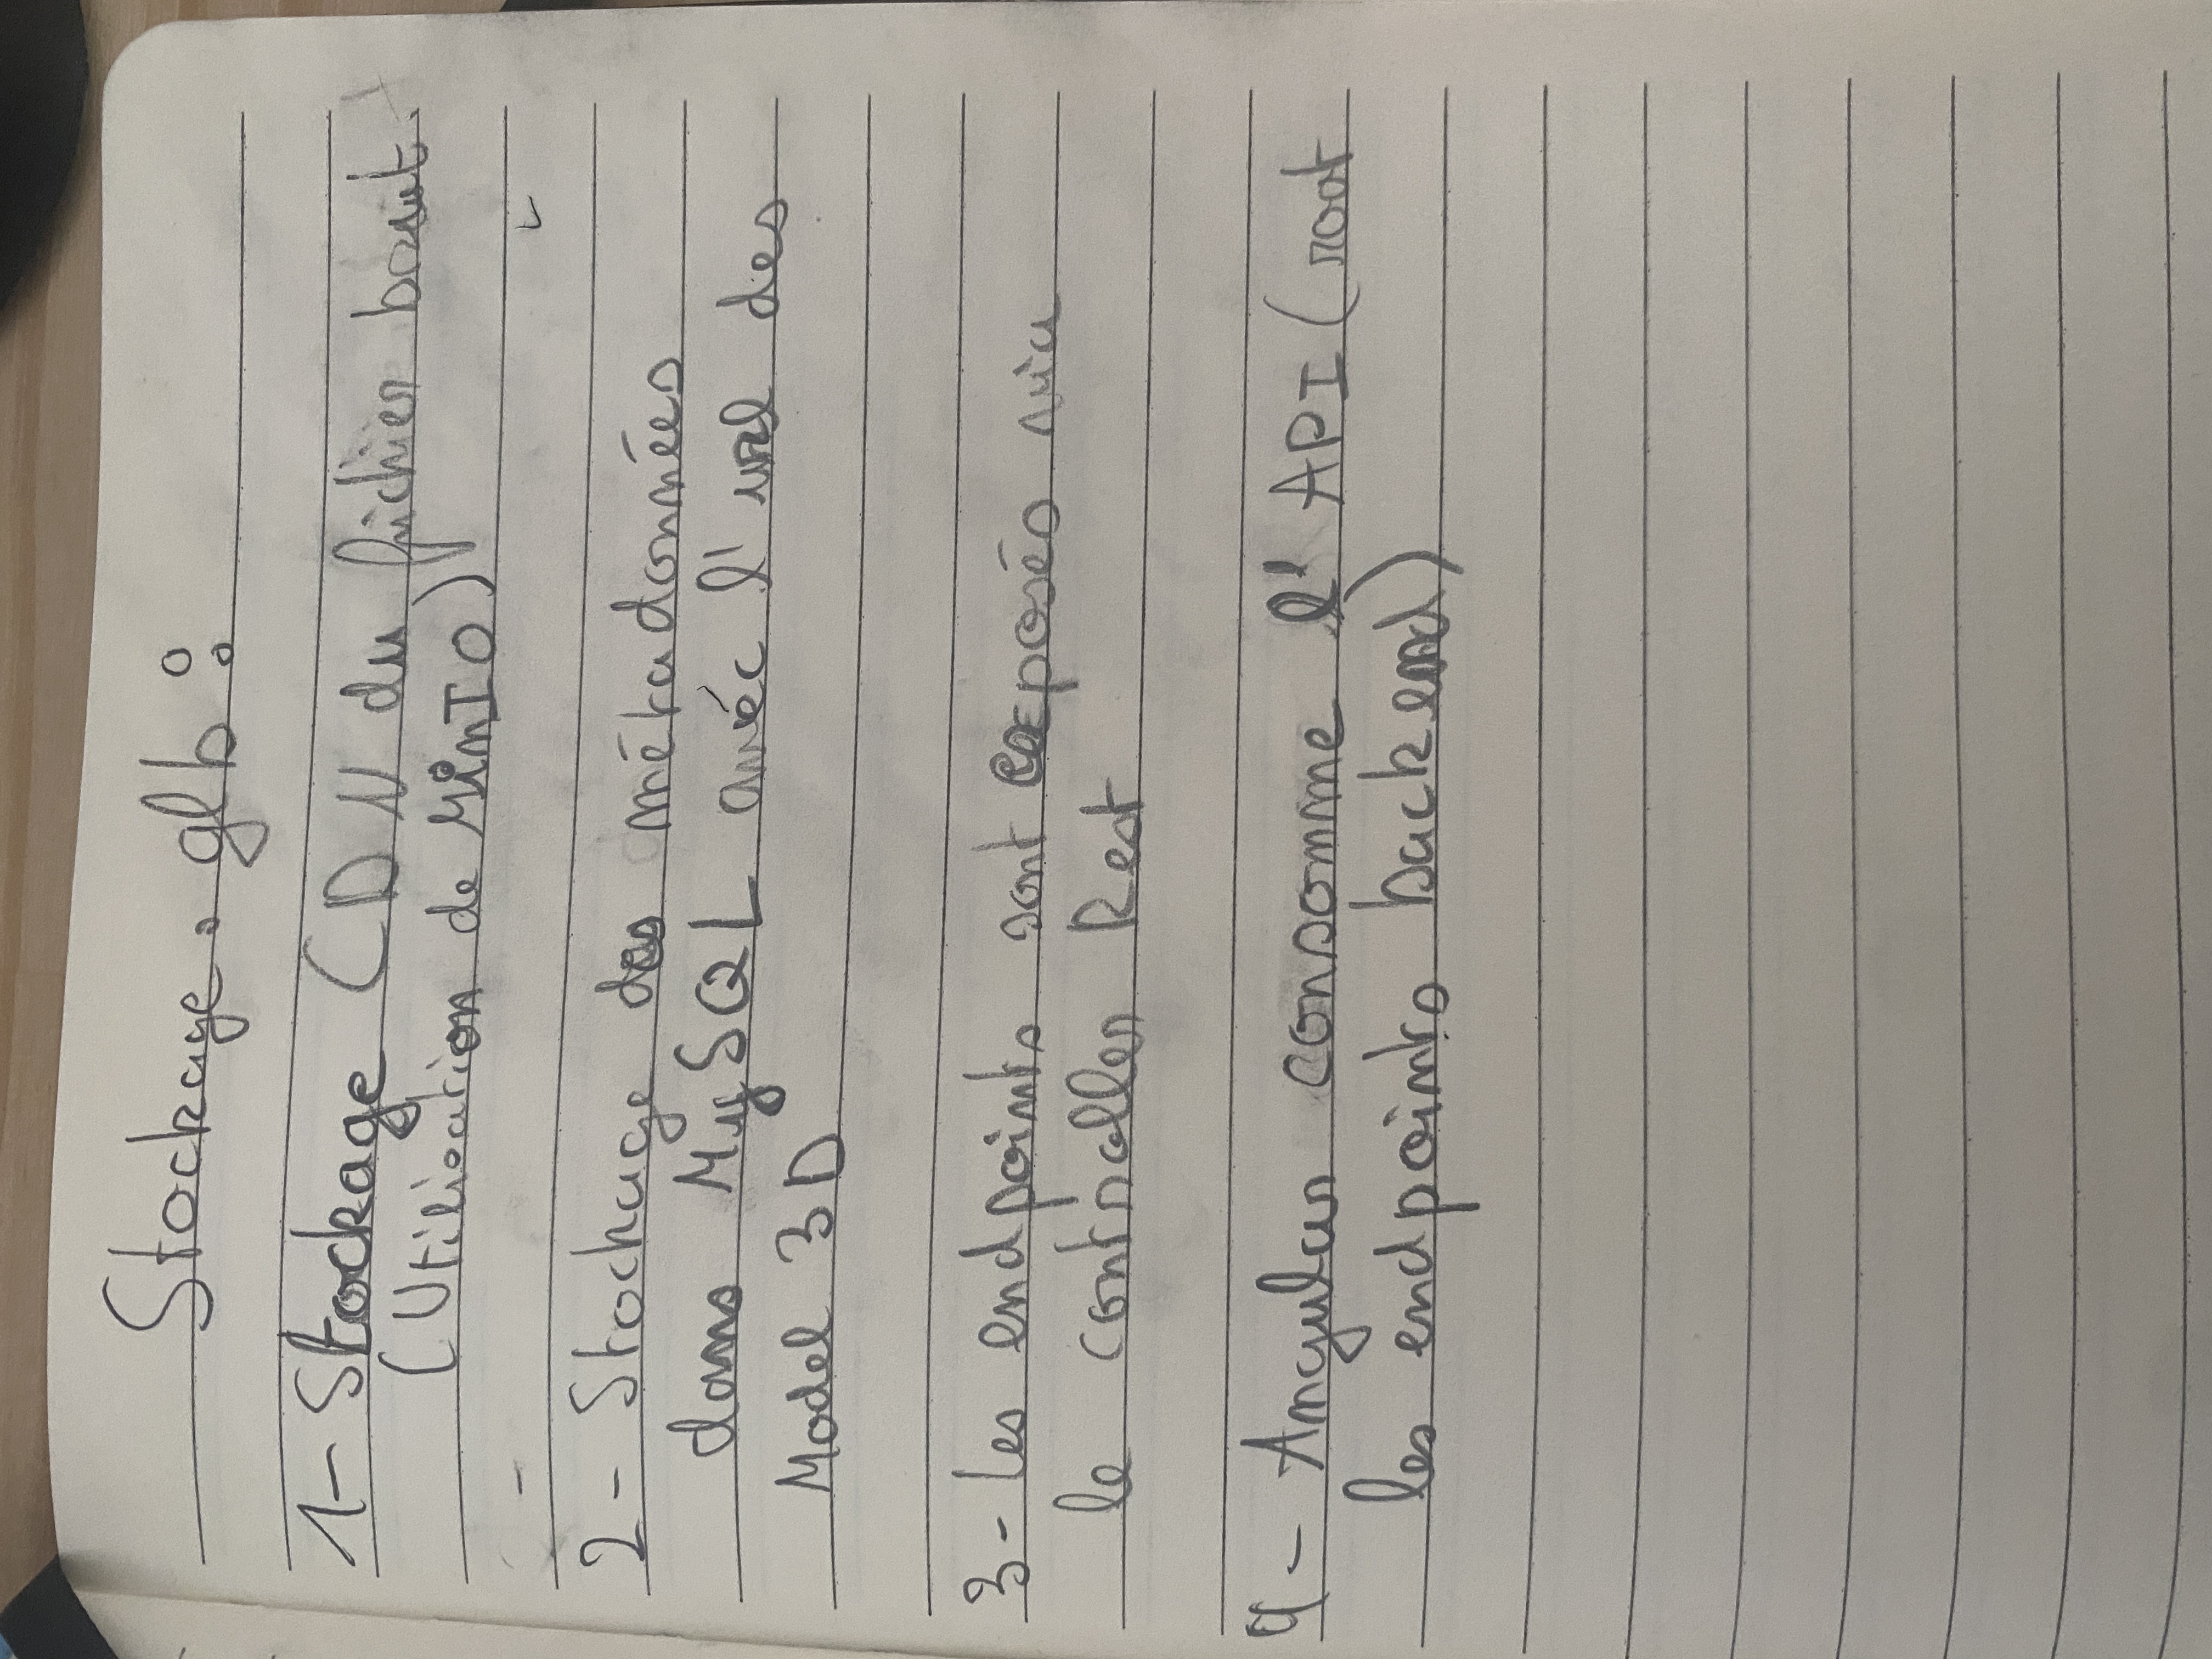 Stockage .glb :
1- Stockage CDN du fichier brut.
(Utilisation de MinIO)
2- Stockage des métadonnées
dans MySQL avéc l'url des
Model 3D
3- les endpoints sont exposés via
le controller Rest
4- Angular consomme l'API (root
les endpoints backend)